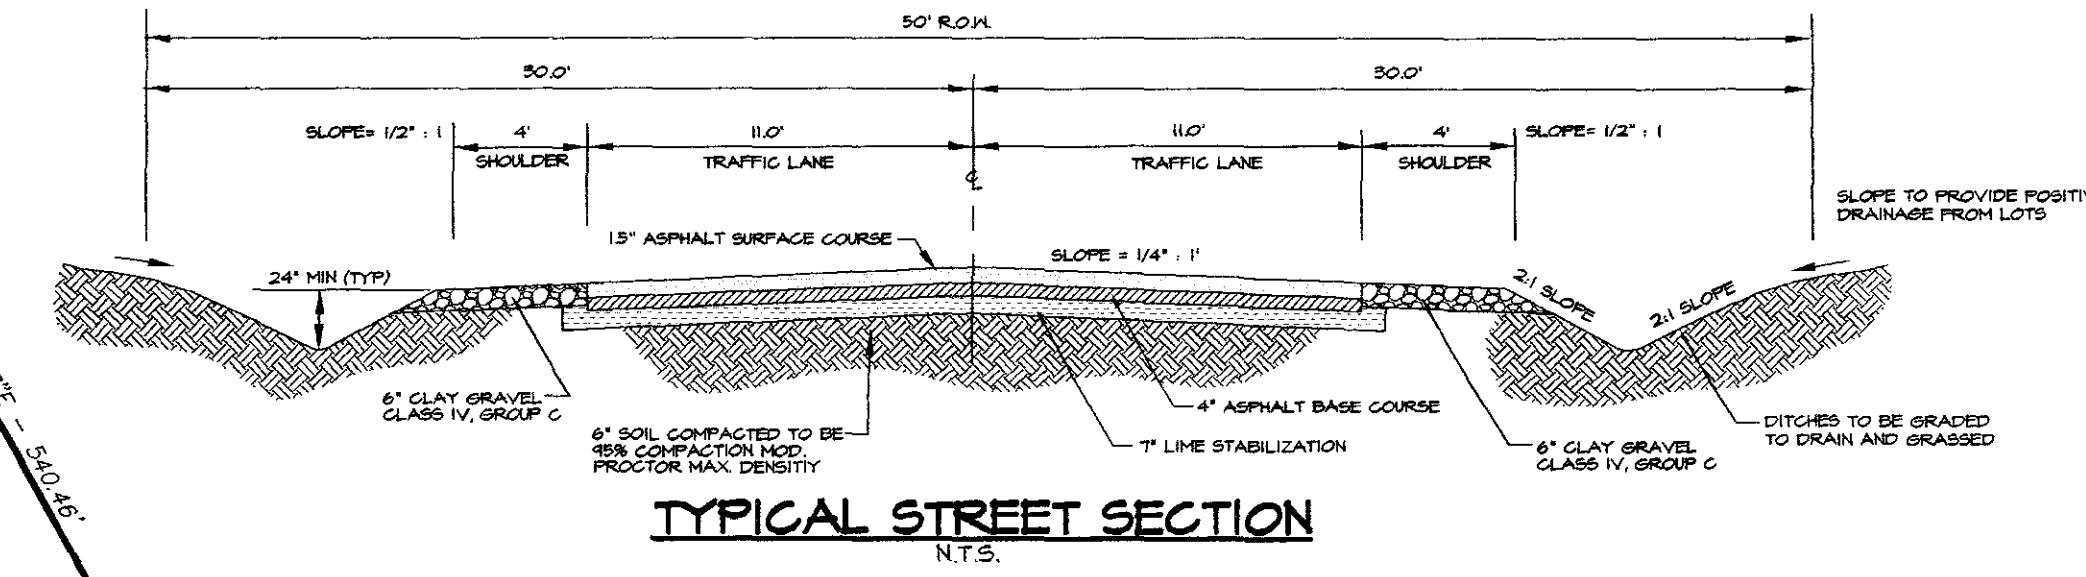 50' R.O.W.
30.0' 30.0'
SLOPE= 1/2" : 1 4' 11.0' 11.0' 4' SLOPE= 1/2" : 1
SHOULDER TRAFFIC LANE TRAFFIC LANE SHOULDER
℄
SLOPE TO PROVIDE POSITI
DRAINAGE FROM LOTS
1.5" ASPHALT SURFACE COURSE
SLOPE = 1/4" : 1'
24" MIN (TYP)
2:1 SLOPE
2:1 SLOPE
6" CLAY GRAVEL
CLASS IV, GROUP C
4" ASPHALT BASE COURSE
6" SOIL COMPACTED TO BE
95% COMPACTION MOD.
PROCTOR MAX. DENSITIY
7" LIME STABILIZATION
6" CLAY GRAVEL
CLASS IV, GROUP C
DITCHES TO BE GRADED
TO DRAIN AND GRASSED
"E - 540.46'
TYPICAL STREET SECTION
N.T.S.